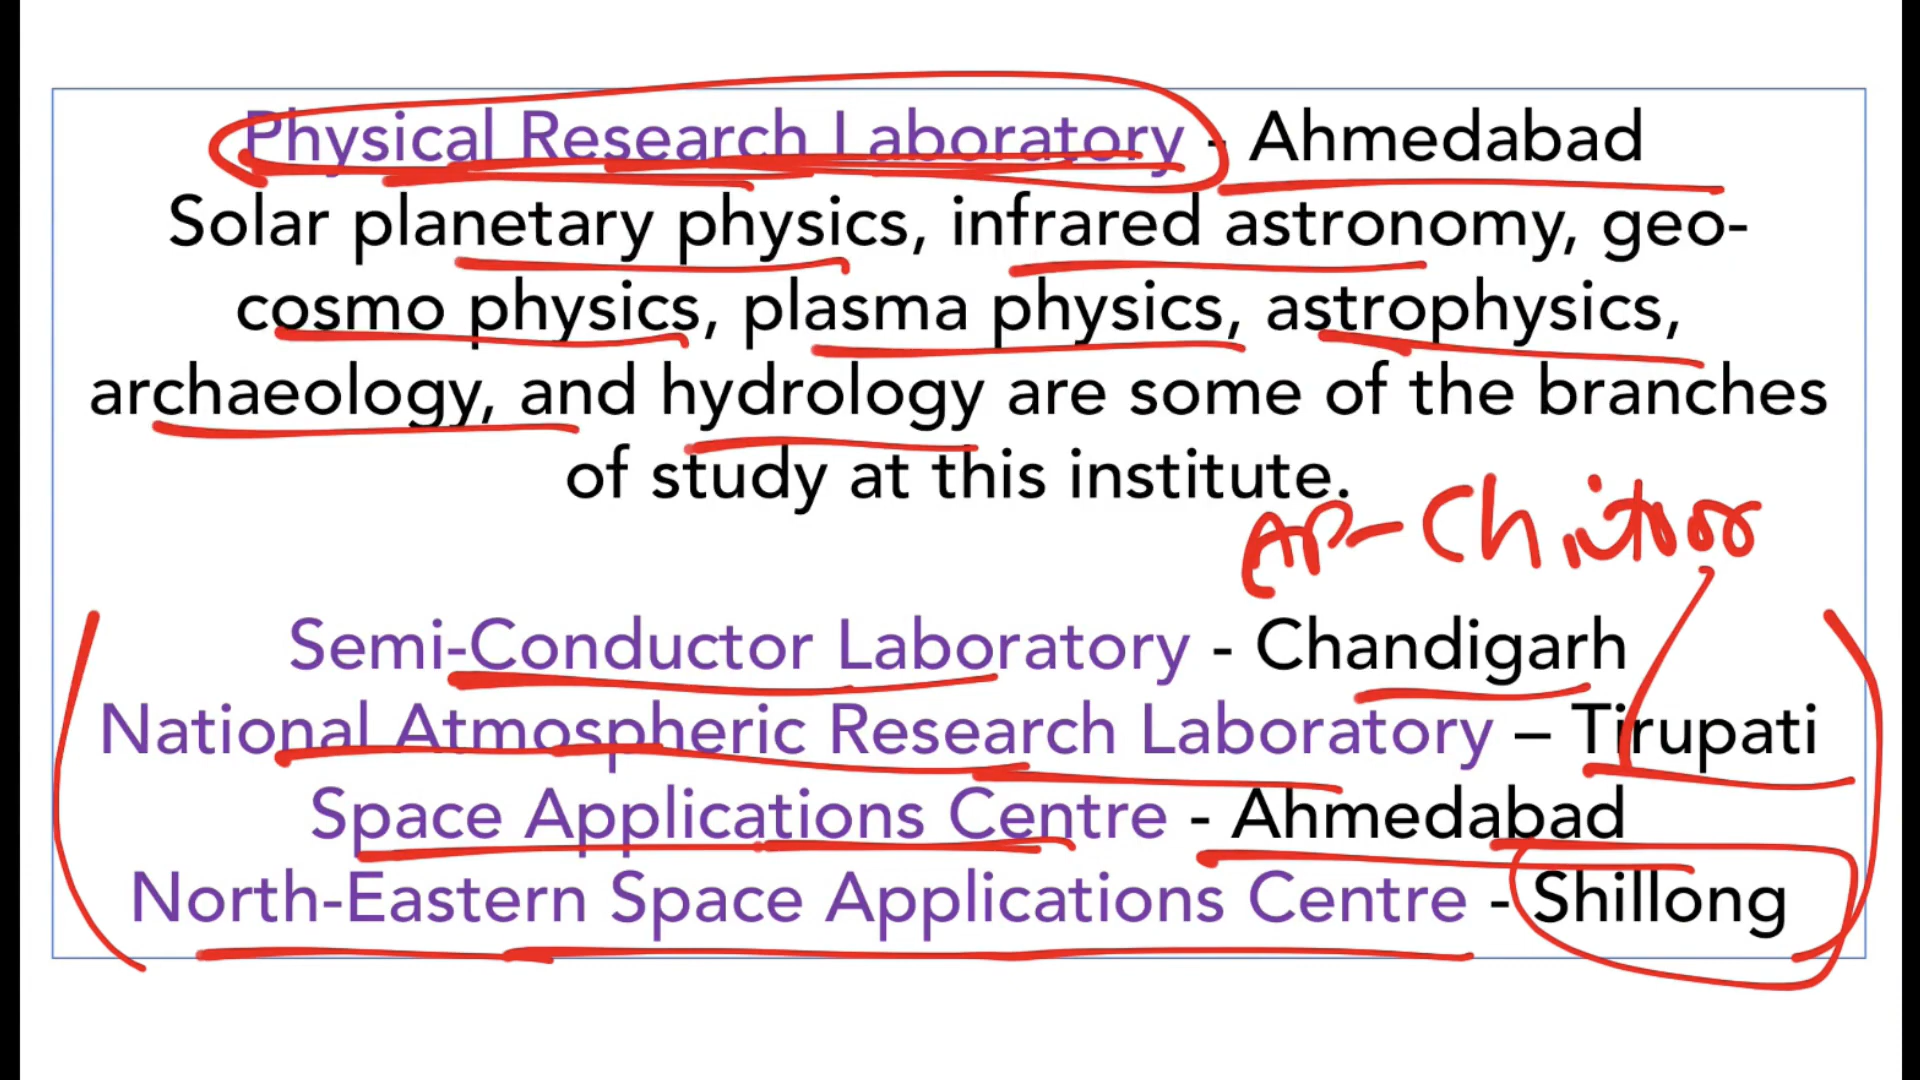 Physical Research Laboratory - Ahmedabad
Solar planetary physics, infrared astronomy, geo-
cosmo physics, plasma physics, astrophysics,
archaeology, and hydrology are some of the branches
of study at this institute.
AP- Chittoor
Semi-Conductor Laboratory - Chandigarh
National Atmospheric Research Laboratory – Tirupati
Space Applications Centre - Ahmedabad
North-Eastern Space Applications Centre - Shillong